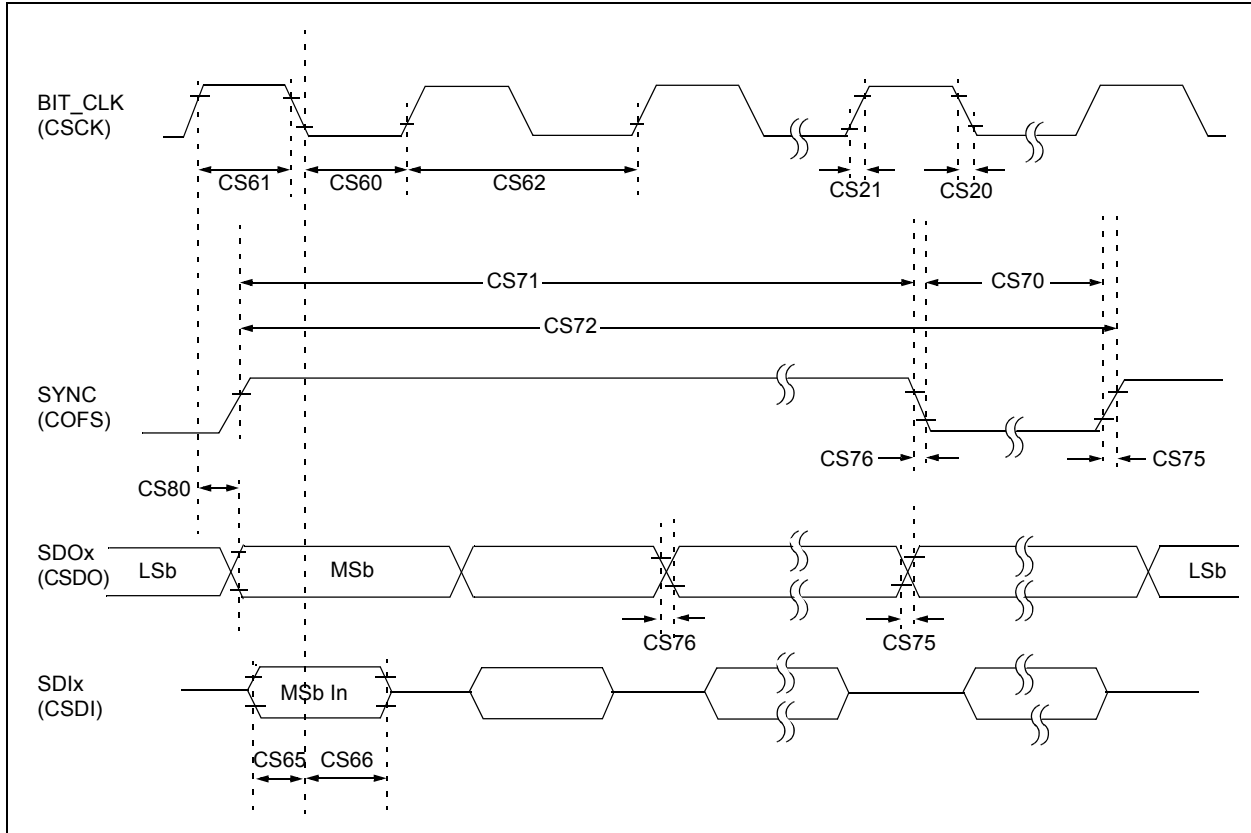 BIT_CLK
(CSCK)
CS61
CS60
CS62
CS21
CS20
CS71
CS70
CS72
SYNC
(COFS)
CS76
CS75
CS80
SDOx
(CSDO)
LSb
MSb
LSb
CS76
CS75
SDIx
(CSDI)
MSb In
CS65
CS66